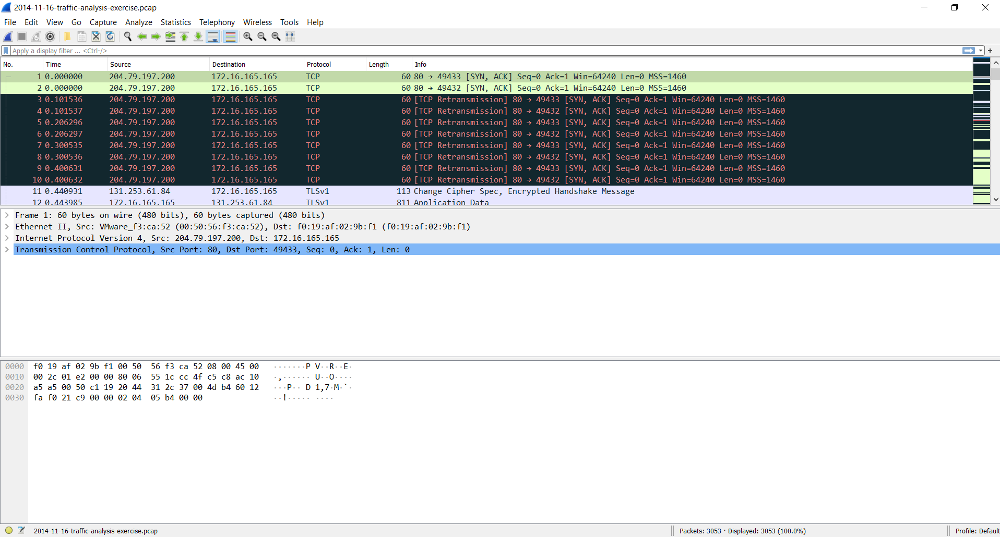 2014-11-16-traffic-analysis-exercise.pcap
File Edit View Go Capture Analyze Statistics Telephony Wireless Tools Help
Apply a display filter ... <Ctrl-/>
No. Time Source Destination Protocol Length Info
1 0.000000 204.79.197.200 172.16.165.165 TCP 60 80 → 49433 [SYN, ACK] Seq=0 Ack=1 Win=64240 Len=0 MSS=1460
2 0.000000 204.79.197.200 172.16.165.165 TCP 60 80 → 49432 [SYN, ACK] Seq=0 Ack=1 Win=64240 Len=0 MSS=1460
3 0.101536 204.79.197.200 172.16.165.165 TCP 60 [TCP Retransmission] 80 → 49433 [SYN, ACK] Seq=0 Ack=1 Win=64240 Len=0 MSS=1460
4 0.101537 204.79.197.200 172.16.165.165 TCP 60 [TCP Retransmission] 80 → 49432 [SYN, ACK] Seq=0 Ack=1 Win=64240 Len=0 MSS=1460
5 0.206296 204.79.197.200 172.16.165.165 TCP 60 [TCP Retransmission] 80 → 49433 [SYN, ACK] Seq=0 Ack=1 Win=64240 Len=0 MSS=1460
6 0.206297 204.79.197.200 172.16.165.165 TCP 60 [TCP Retransmission] 80 → 49432 [SYN, ACK] Seq=0 Ack=1 Win=64240 Len=0 MSS=1460
7 0.300535 204.79.197.200 172.16.165.165 TCP 60 [TCP Retransmission] 80 → 49433 [SYN, ACK] Seq=0 Ack=1 Win=64240 Len=0 MSS=1460
8 0.300536 204.79.197.200 172.16.165.165 TCP 60 [TCP Retransmission] 80 → 49432 [SYN, ACK] Seq=0 Ack=1 Win=64240 Len=0 MSS=1460
9 0.400631 204.79.197.200 172.16.165.165 TCP 60 [TCP Retransmission] 80 → 49433 [SYN, ACK] Seq=0 Ack=1 Win=64240 Len=0 MSS=1460
10 0.400632 204.79.197.200 172.16.165.165 TCP 60 [TCP Retransmission] 80 → 49432 [SYN, ACK] Seq=0 Ack=1 Win=64240 Len=0 MSS=1460
11 0.440931 131.253.61.84 172.16.165.165 TLSv1 113 Change Cipher Spec, Encrypted Handshake Message
12 0.443985 172.16.165.165 131.253.61.84 TLSv1 811 Application Data
Frame 1: 60 bytes on wire (480 bits), 60 bytes captured (480 bits)
Ethernet II, Src: VMware_f3:ca:52 (00:50:56:f3:ca:52), Dst: f0:19:af:02:9b:f1 (f0:19:af:02:9b:f1)
Internet Protocol Version 4, Src: 204.79.197.200, Dst: 172.16.165.165
Transmission Control Protocol, Src Port: 80, Dst Port: 49433, Seq: 0, Ack: 1, Len: 0
0000 f0 19 af 02 9b f1 00 50 56 f3 ca 52 08 00 45 00 ·······P V··R··E·
0010 00 2c 01 e2 00 00 80 06 55 1c cc 4f c5 c8 ac 10 ·,······ U··O····
0020 a5 a5 00 50 c1 19 20 44 31 2c 37 00 4d b4 60 12 ···P·· D 1,7·M·`·
0030 fa f0 21 c9 00 00 02 04 05 b4 00 00 ··!····· ····
2014-11-16-traffic-analysis-exercise.pcap Packets: 3053 · Displayed: 3053 (100.0%) Profile: Default